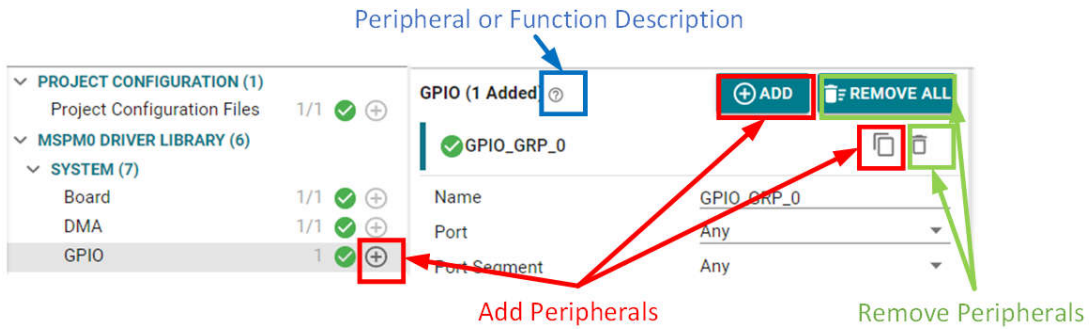 Peripheral or Function Description
PROJECT CONFIGURATION (1)
Project Configuration Files 1/1
MSPM0 DRIVER LIBRARY (6)
SYSTEM (7)
Board 1/1
DMA 1/1
GPIO 1
GPIO (1 Added)
ADD
REMOVE ALL
GPIO_GRP_0
Name GPIO_GRP_0
Port Any
Port Segment Any
Add Peripherals
Remove Peripherals